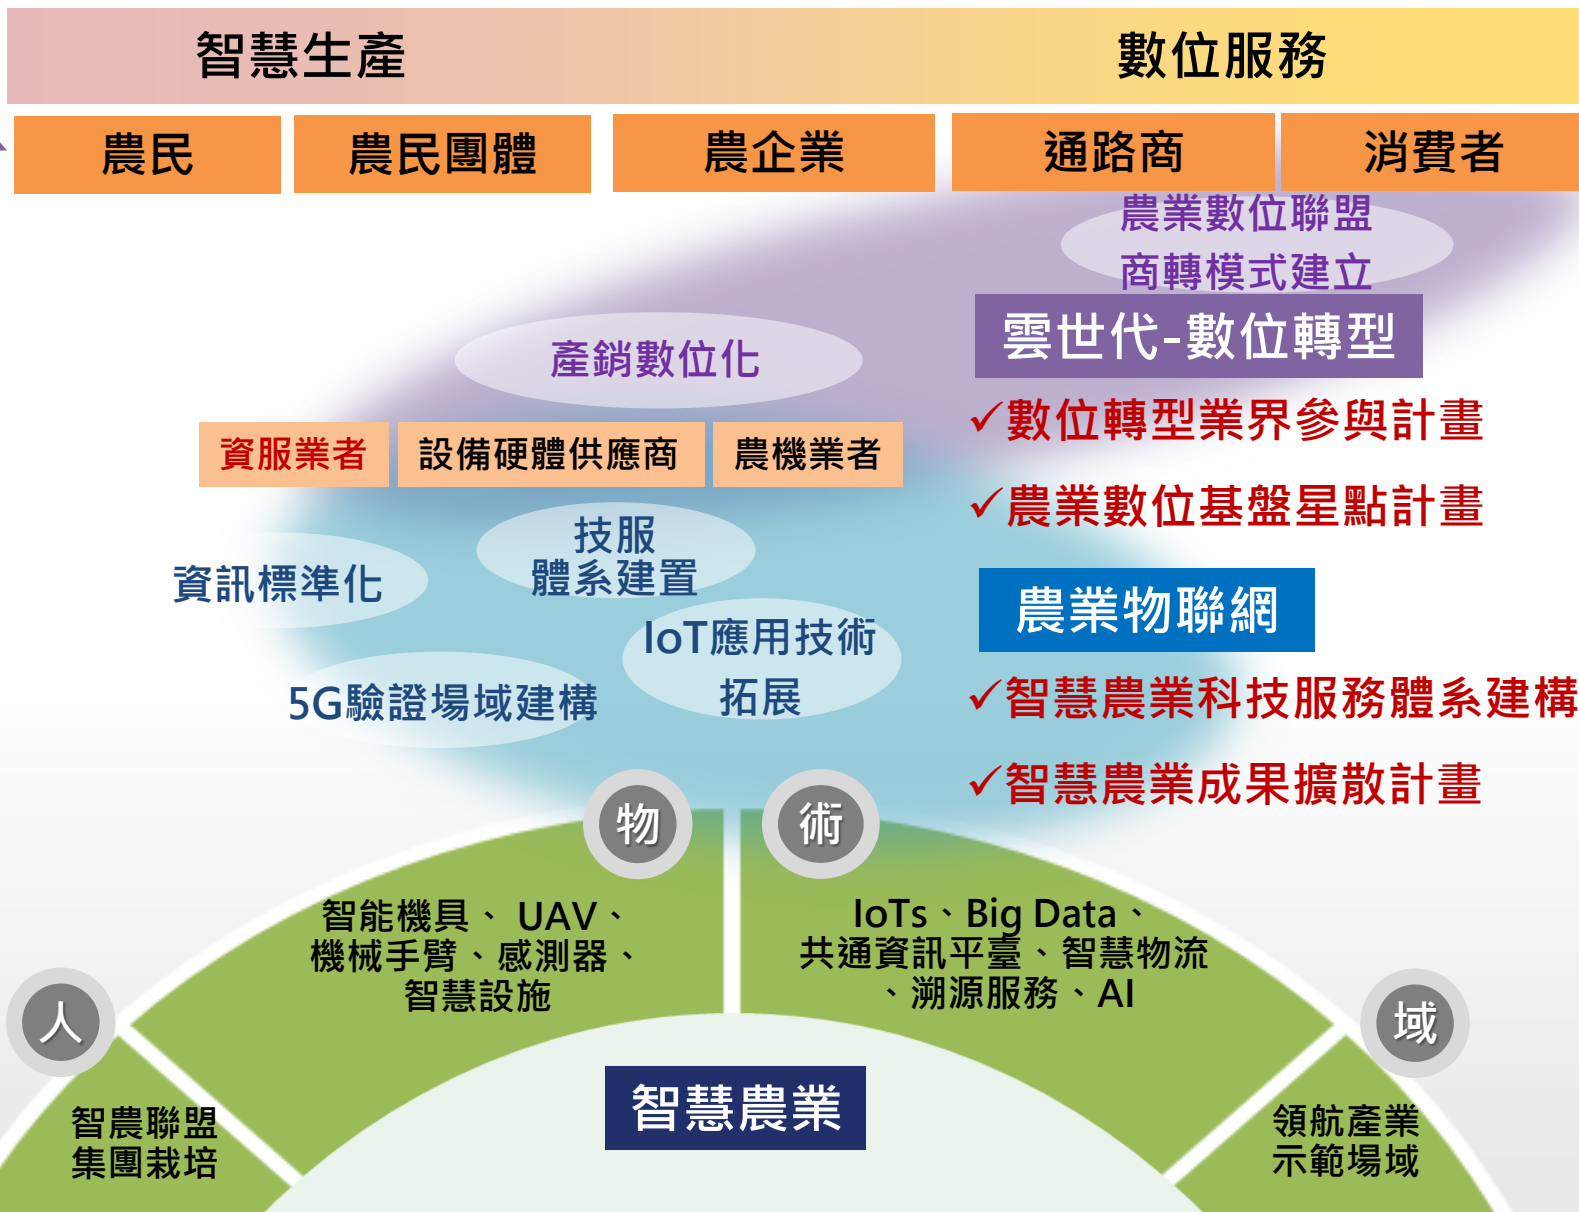 智慧生產
數位服務
農民
農民團體
農企業
通路商
消費者
農業數位聯盟
商轉模式建立
雲世代-數位轉型
產銷數位化
✓數位轉型業界參與計畫
資服業者
設備硬體供應商
農機業者
✓農業數位基盤星點計畫
技服
體系建置
資訊標準化
農業物聯網
IoT應用技術
拓展
5G驗證場域建構
✓智慧農業科技服務體系建構
✓智慧農業成果擴散計畫
物
術
智能機具、 UAV、
機械手臂、感測器、
智慧設施
IoTs、Big Data、
共通資訊平臺、智慧物流
、溯源服務、AI
人
域
智慧農業
智農聯盟
集團栽培
領航產業
示範場域